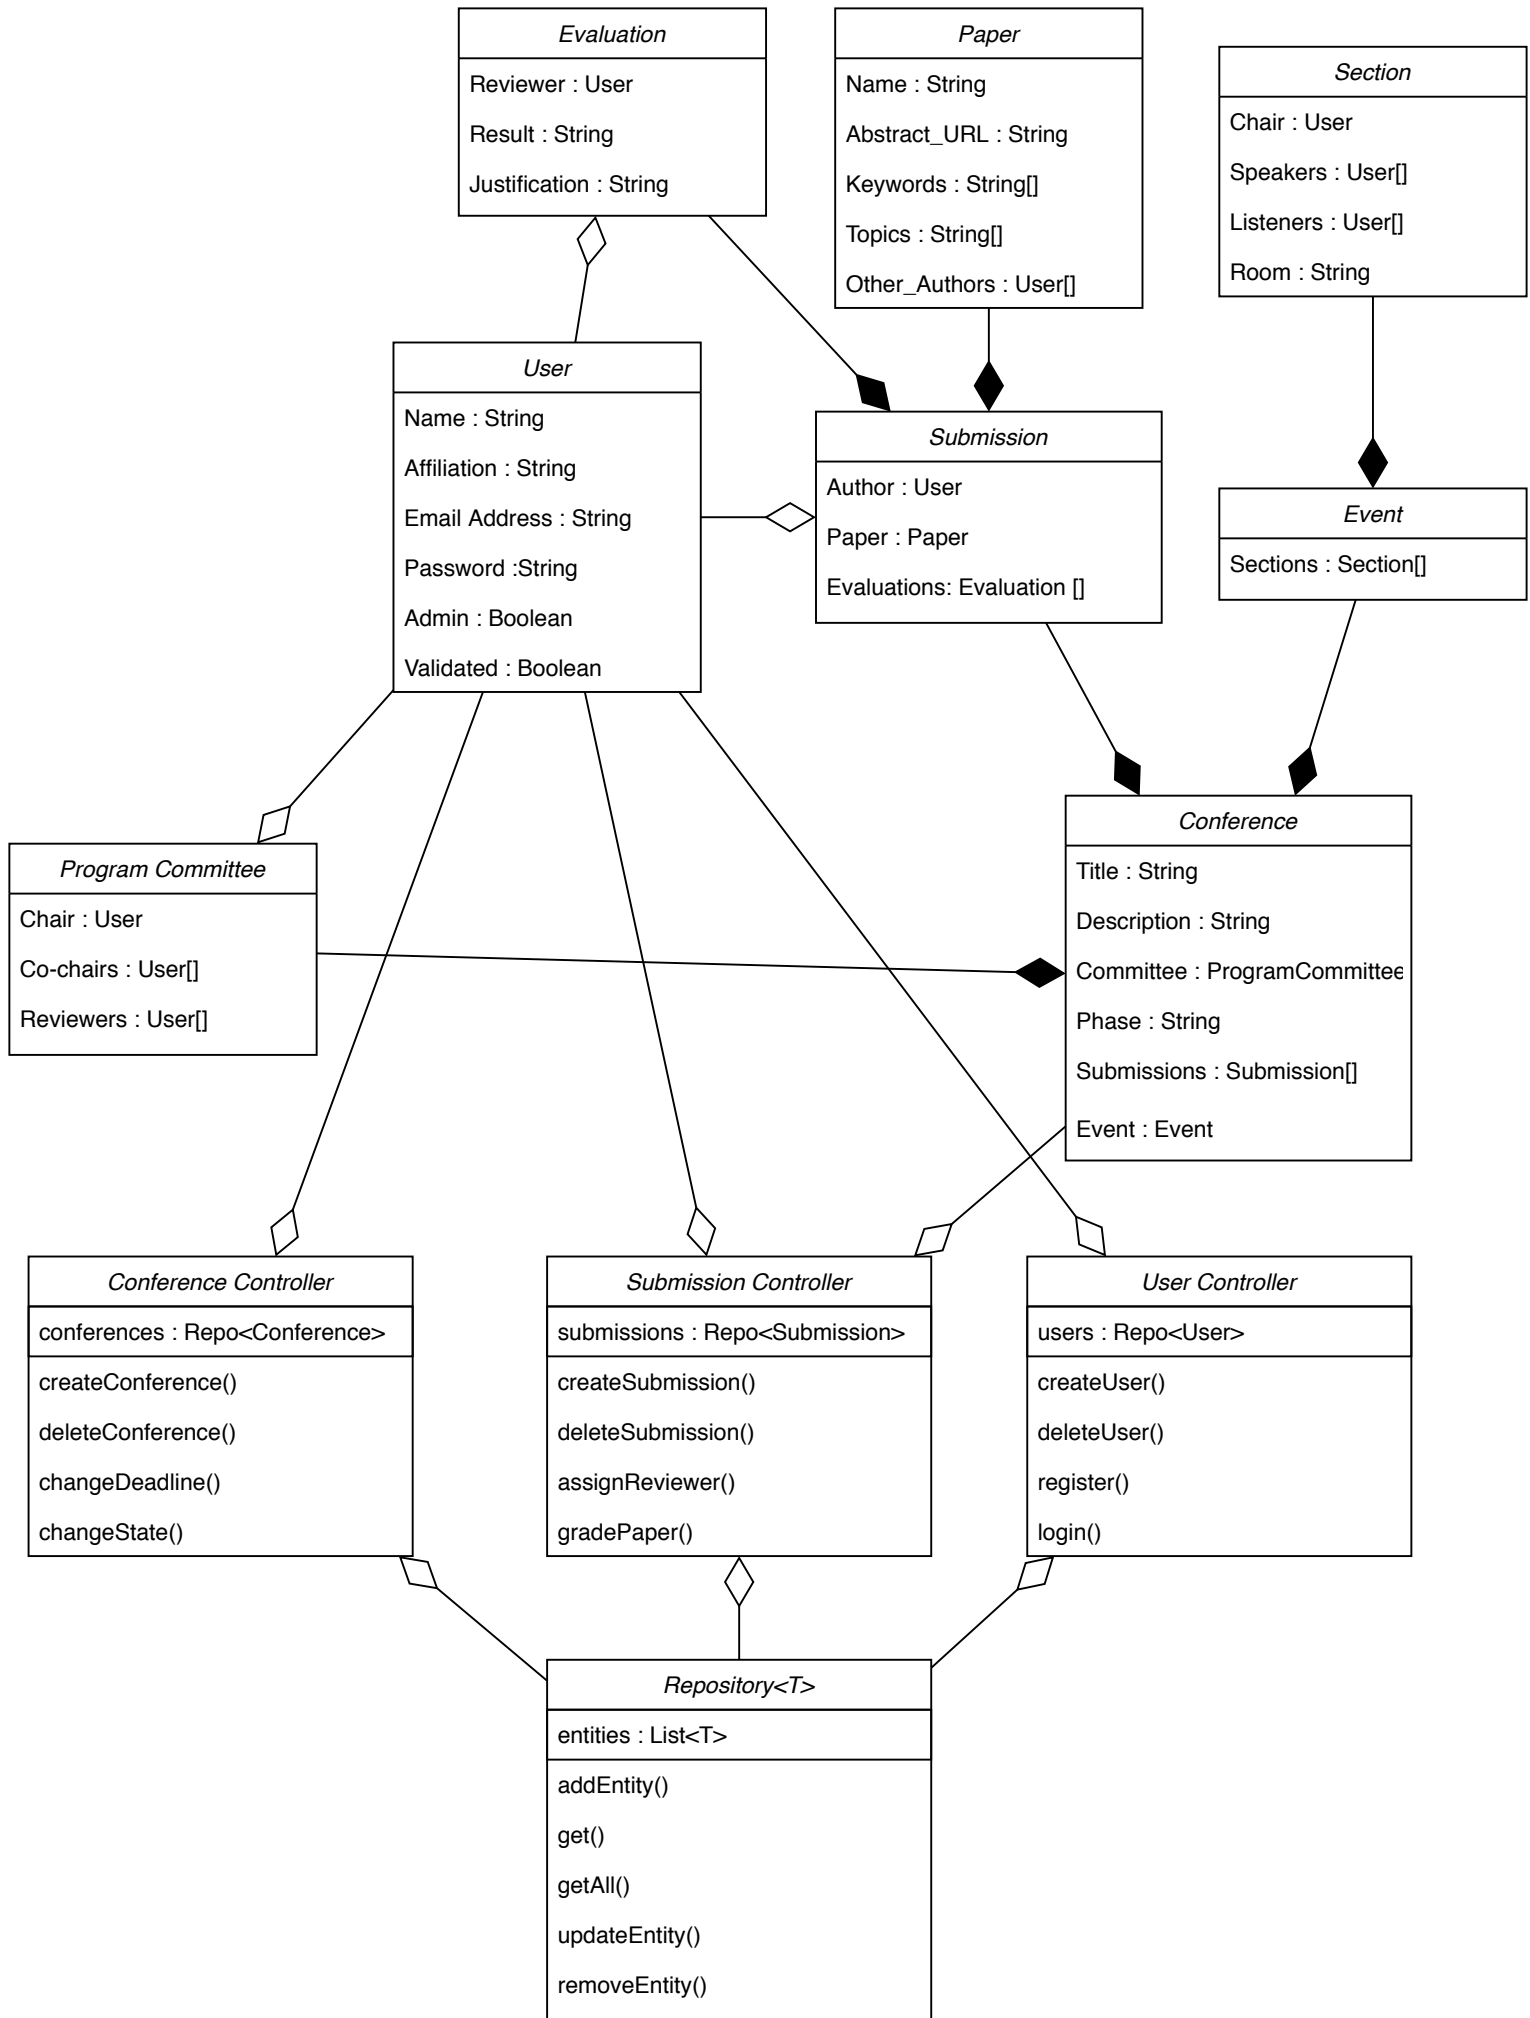 Evaluation
Reviewer : User
Result : String
Justification : String
Paper
Name : String
Abstract_URL : String
Keywords : String[]
Topics : String[]
Other_Authors : User[]
Section
Chair : User
Speakers : User[]
Listeners : User[]
Room : String
User
Name : String
Affiliation : String
Email Address : String
Password :String
Admin : Boolean
Validated : Boolean
Submission
Author : User
Paper : Paper
Evaluations: Evaluation []
Event
Sections : Section[]
Program Committee
Chair : User
Co-chairs : User[]
Reviewers : User[]
Conference
Title : String
Description : String
Committee : ProgramCommittee
Phase : String
Submissions : Submission[]
Event : Event
Conference Controller
conferences : Repo<Conference>
createConference()
deleteConference()
changeDeadline()
changeState()
Submission Controller
submissions : Repo<Submission>
createSubmission()
deleteSubmission()
assignReviewer()
gradePaper()
User Controller
users : Repo<User>
createUser()
deleteUser()
register()
login()
Repository<T>
entities : List<T>
addEntity()
get()
getAll()
updateEntity()
removeEntity()